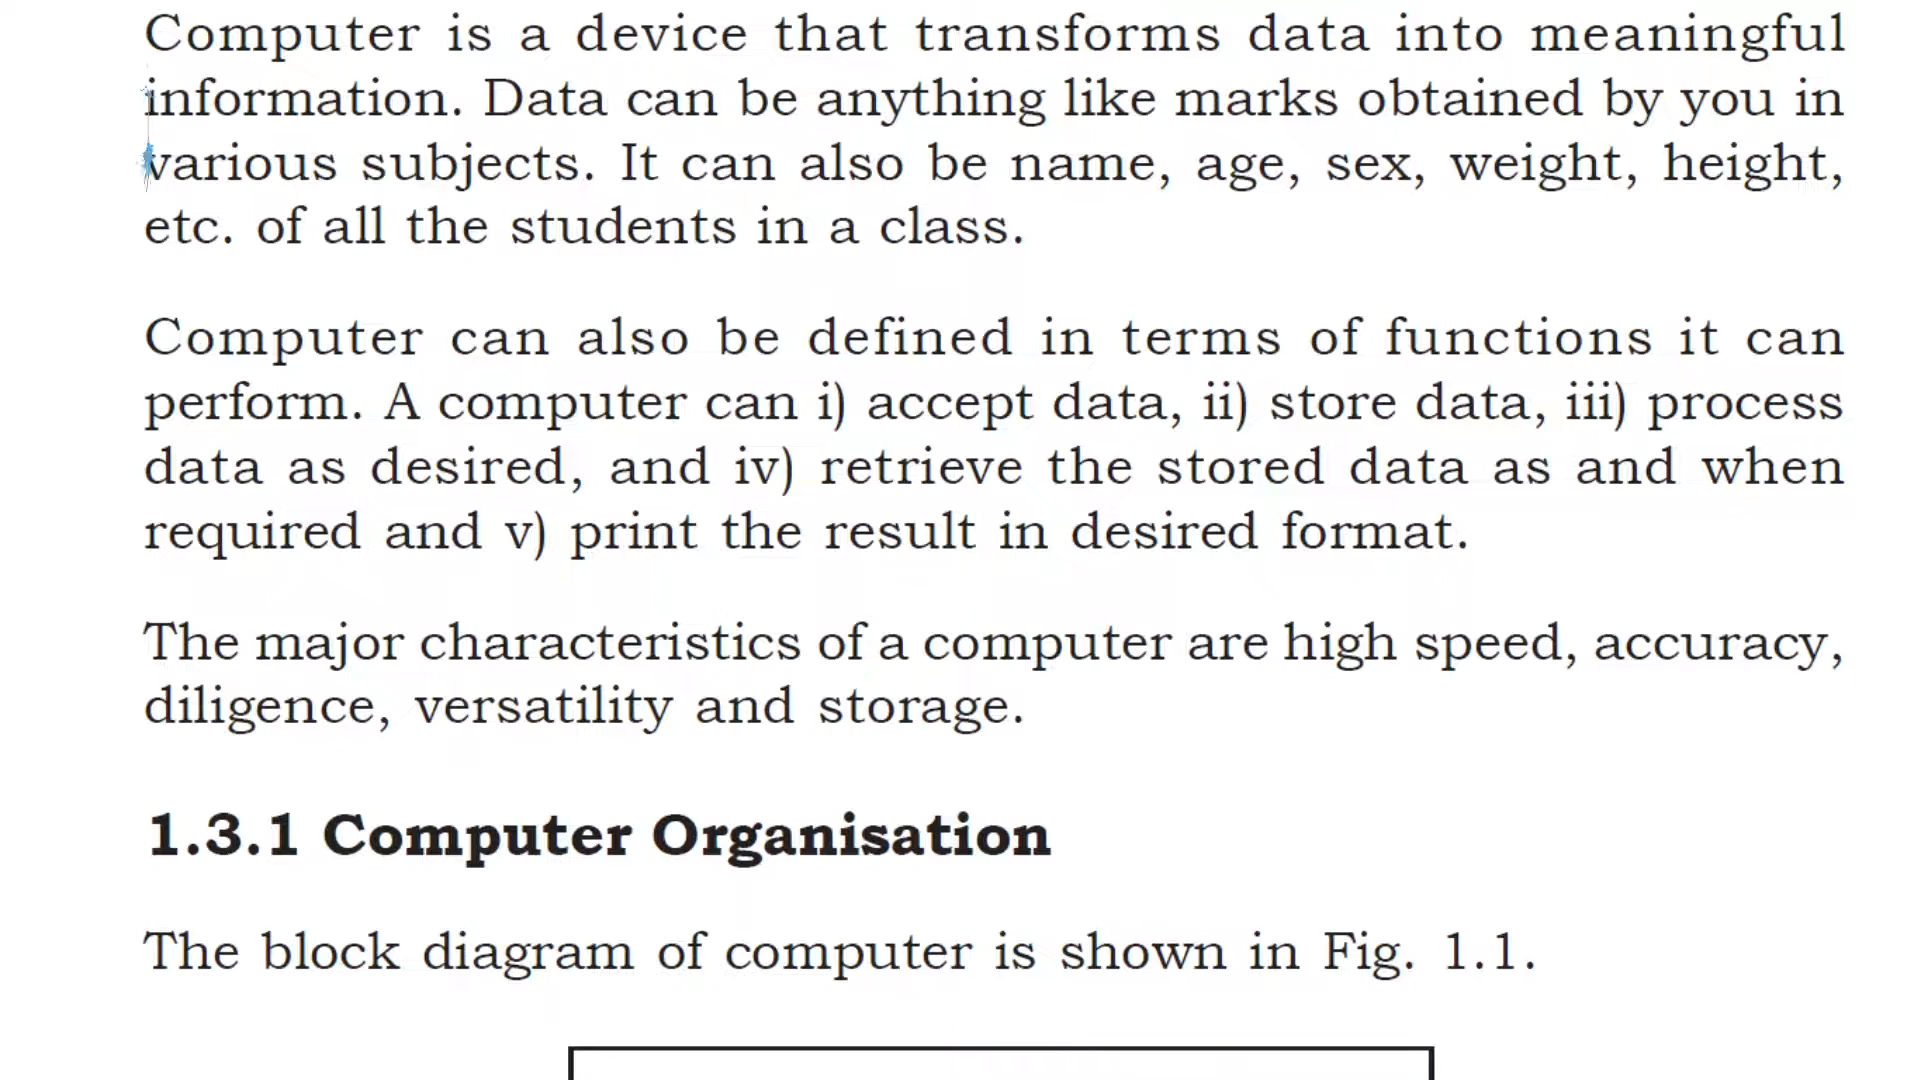 Computer is a device that transforms data into meaningful
information. Data can be anything like marks obtained by you in
various subjects. It can also be name, age, sex, weight, height,
etc. of all the students in a class.
Computer can also be defined in terms of functions it can
perform. A computer can i) accept data, ii) store data, iii) process
data as desired, and iv) retrieve the stored data as and when
required and v) print the result in desired format.
The major characteristics of a computer are high speed, accuracy,
diligence, versatility and storage.
1.3.1 Computer Organisation
The block diagram of computer is shown in Fig. 1.1.